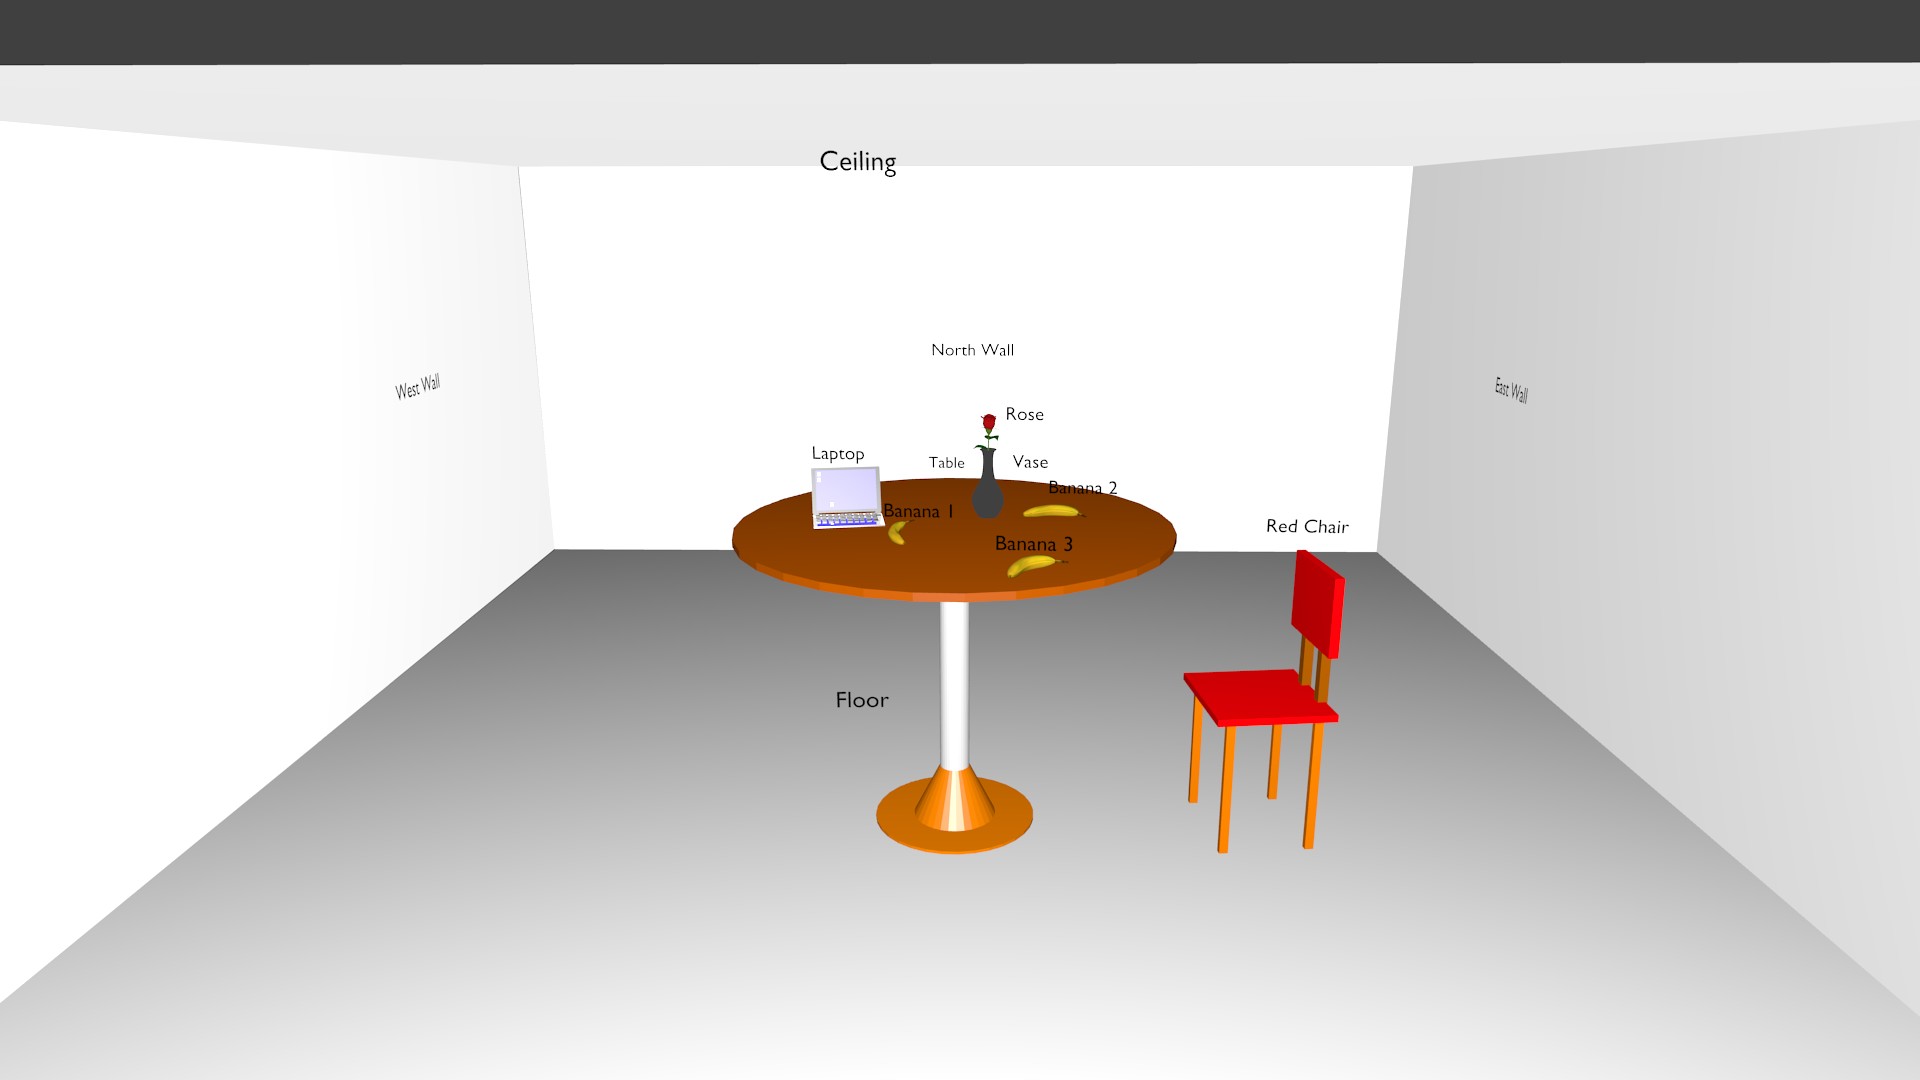 Ceiling
North Wall
West Wall
East Wall
Rose
Laptop
Table
Vase
Banana 2
Banana 1
Red Chair
Banana 3
Floor